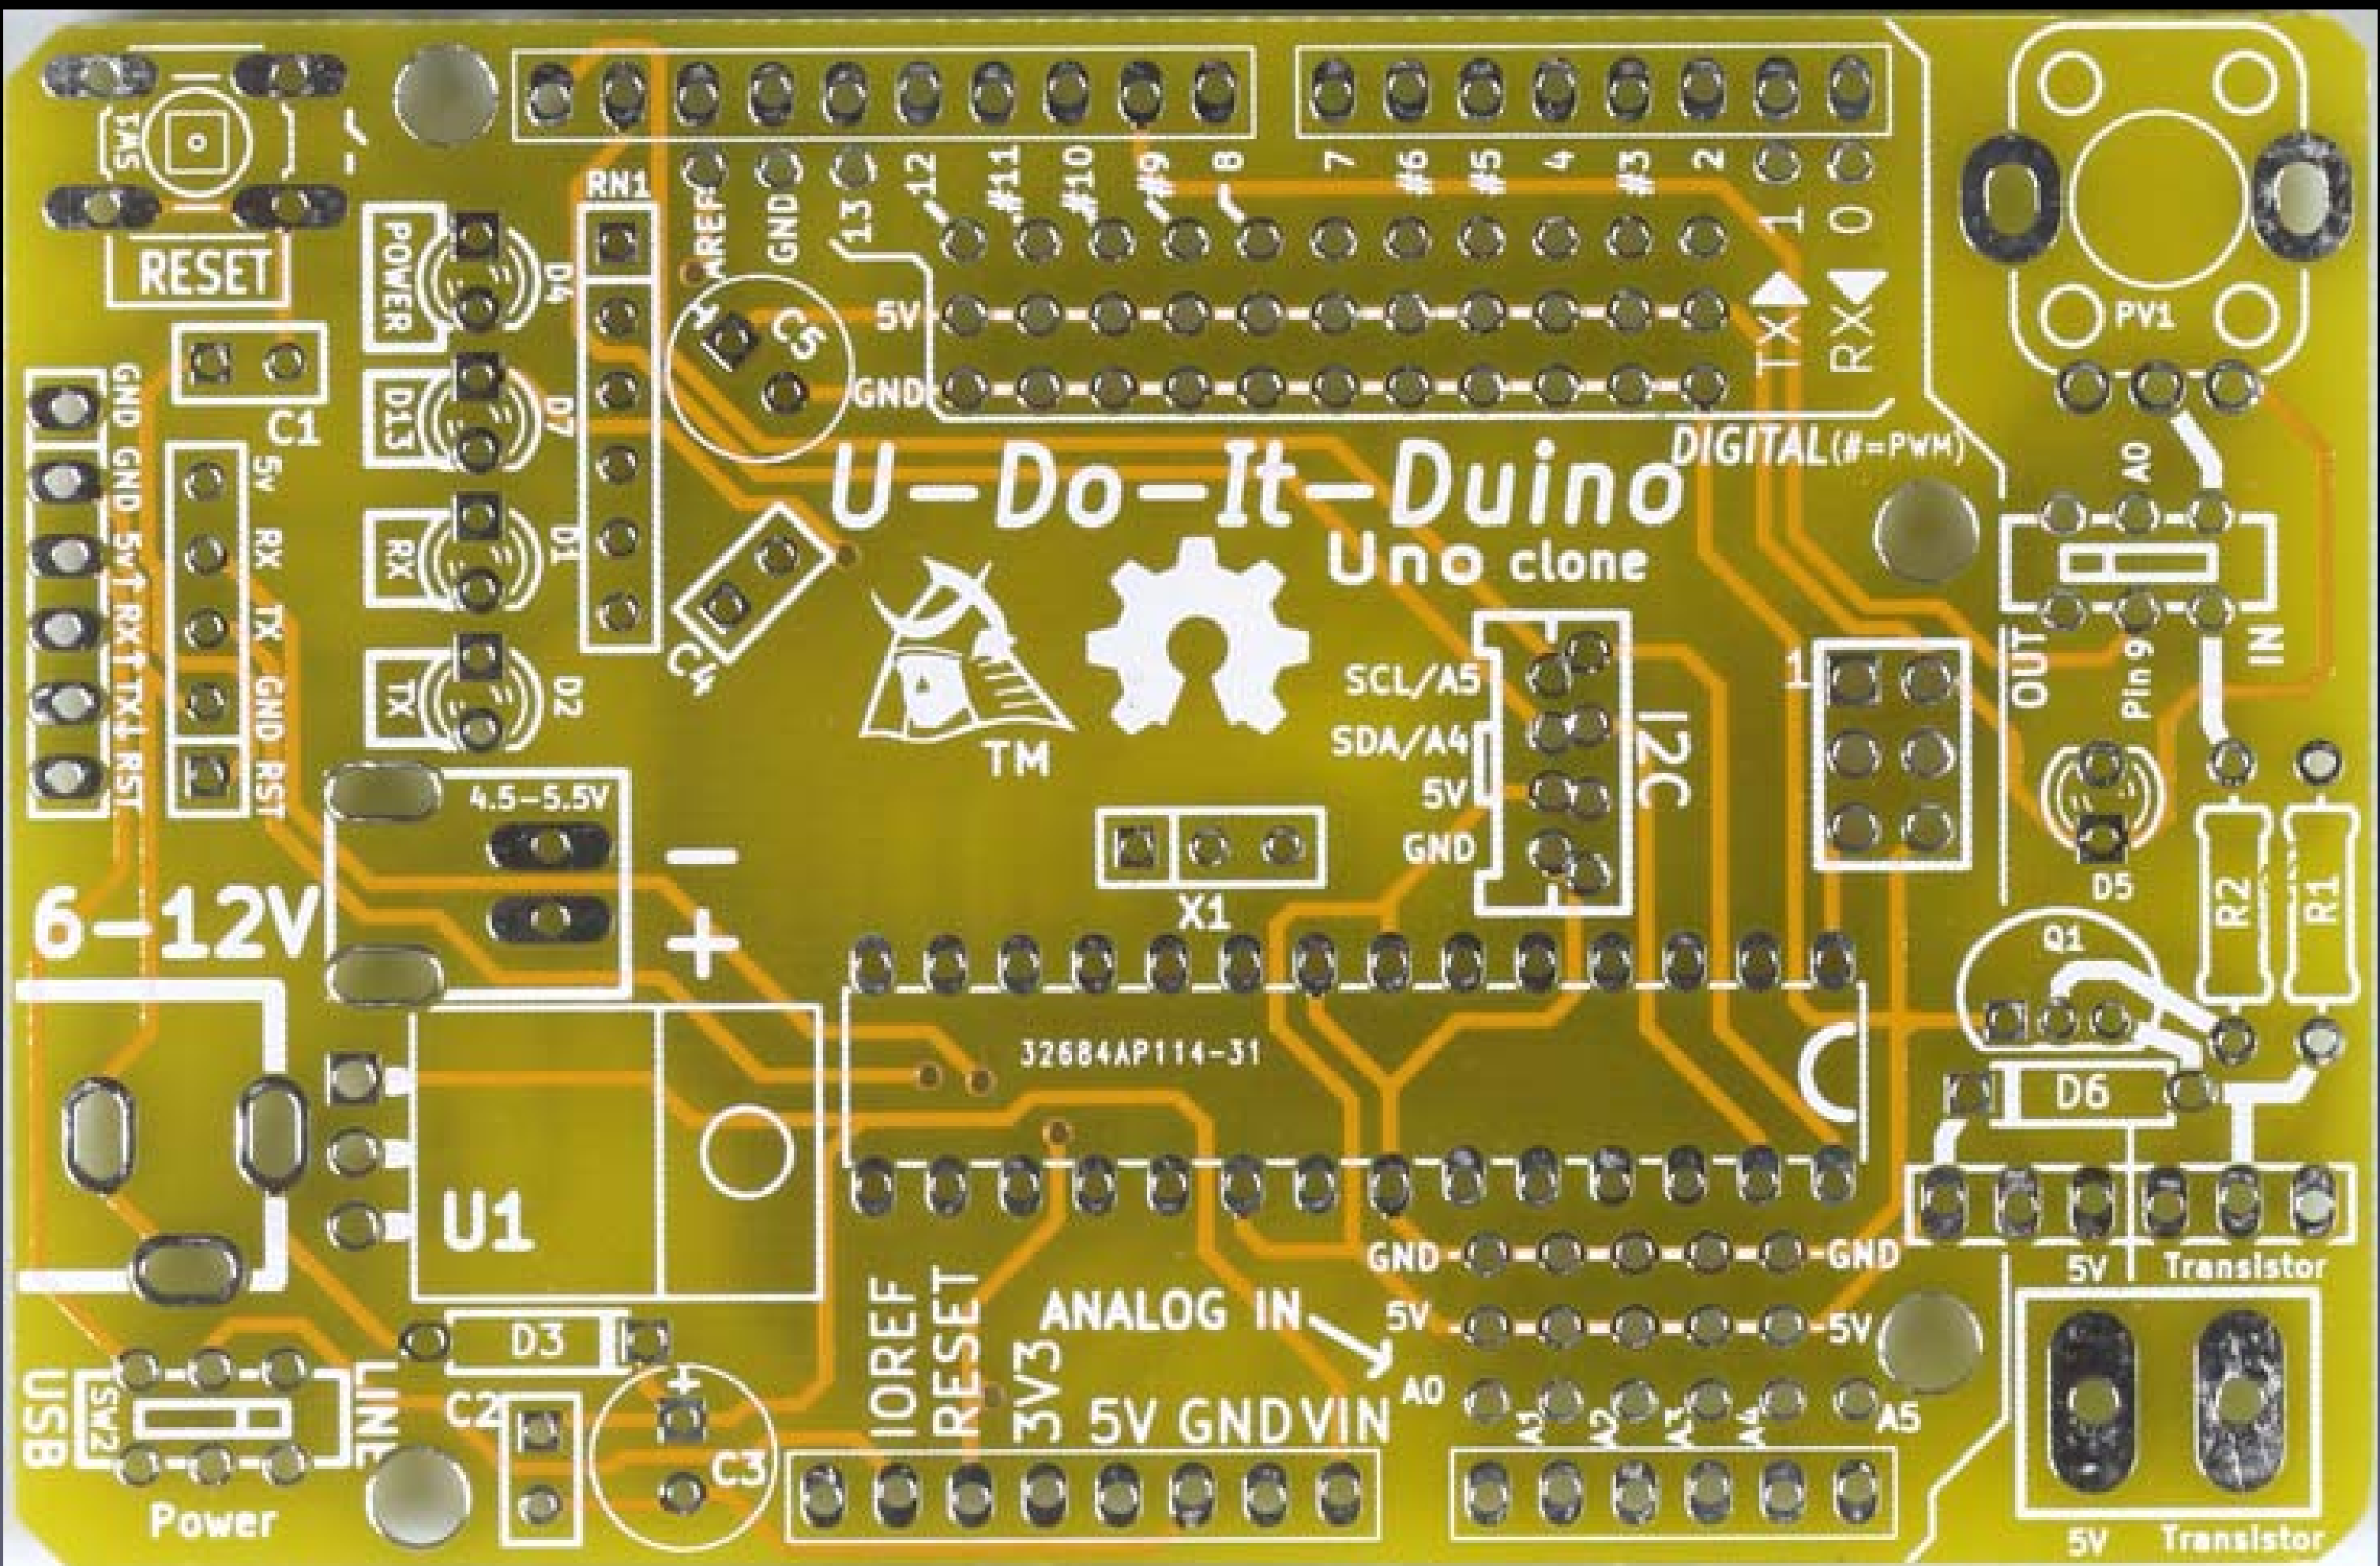 SW1
RESET
POWER
D4
D13
D7
RX
D1
TX
D2
RN1
AREF
GND
13
12
#11
#10
#9
8
7
#6
#5
4
#3
2
1
0
TX
RX
5V
GND
C5
DIGITAL(#=PWM)
PV1
A0
C1
GND
GND
5V
RX
TX
RST
5v
RX
TX
GND
RST
U-Do-It-Duino
Uno clone
C4
TM
SCL/A5
SDA/A4
5V
GND
I2C
1
OUT
Pin 9
IN
D5
R2
R1
Q1
4.5-5.5V
-
+
X1
6-12V
32684AP114-31
D6
U1
5V
Transistor
GND
GND
5V
5V
ANALOG IN
IOREF
RESET
3V3
5V
GND
VIN
A0
A1
A2
A3
A4
A5
D3
C2
C3
USB
SW2
LINE
Power
5V
Transistor